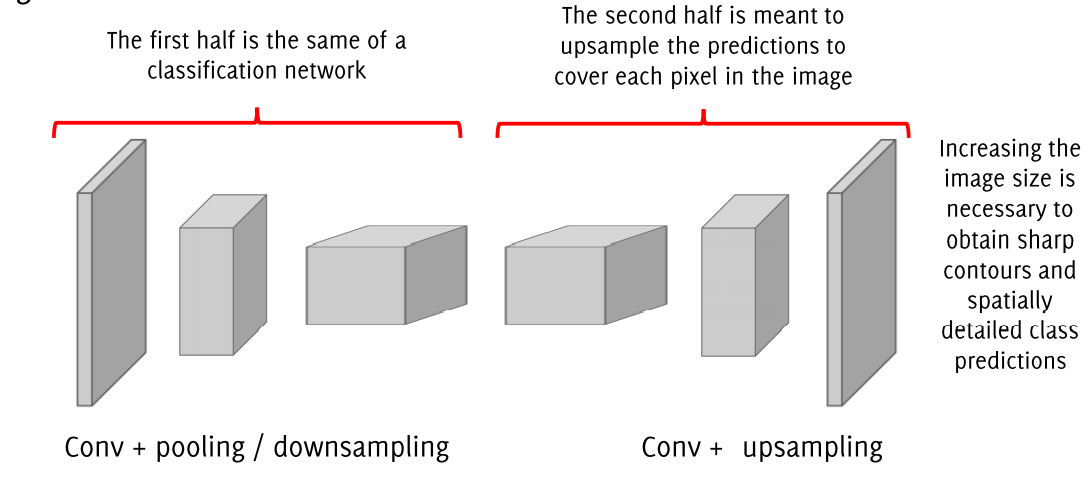 The first half is the same of a
classification network
The second half is meant to
upsample the predictions to
cover each pixel in the image
Increasing the
image size is
necessary to
obtain sharp
contours and
spatially
detailed class
predictions
Conv + pooling / downsampling
Conv + upsampling